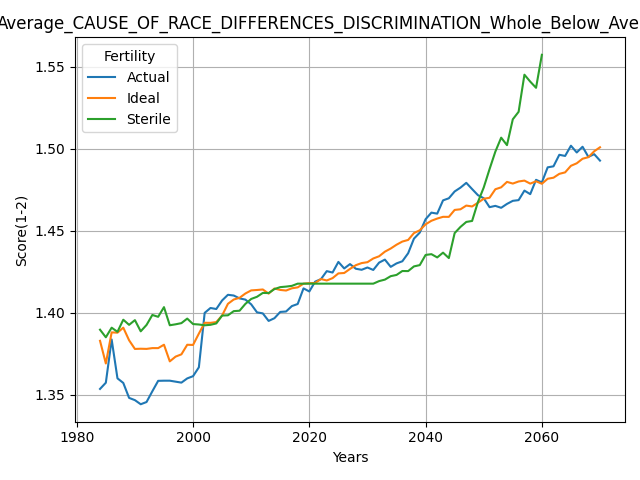 Average_CAUSE_OF_RACE_DIFFERENCES_DISCRIMINATION_Whole_Below_Ave
Fertility
Actual
Ideal
Sterile
1.55
1.50
1.45
1.40
1.35
Score(1-2)
1980 2000 2020 2040 2060
Years